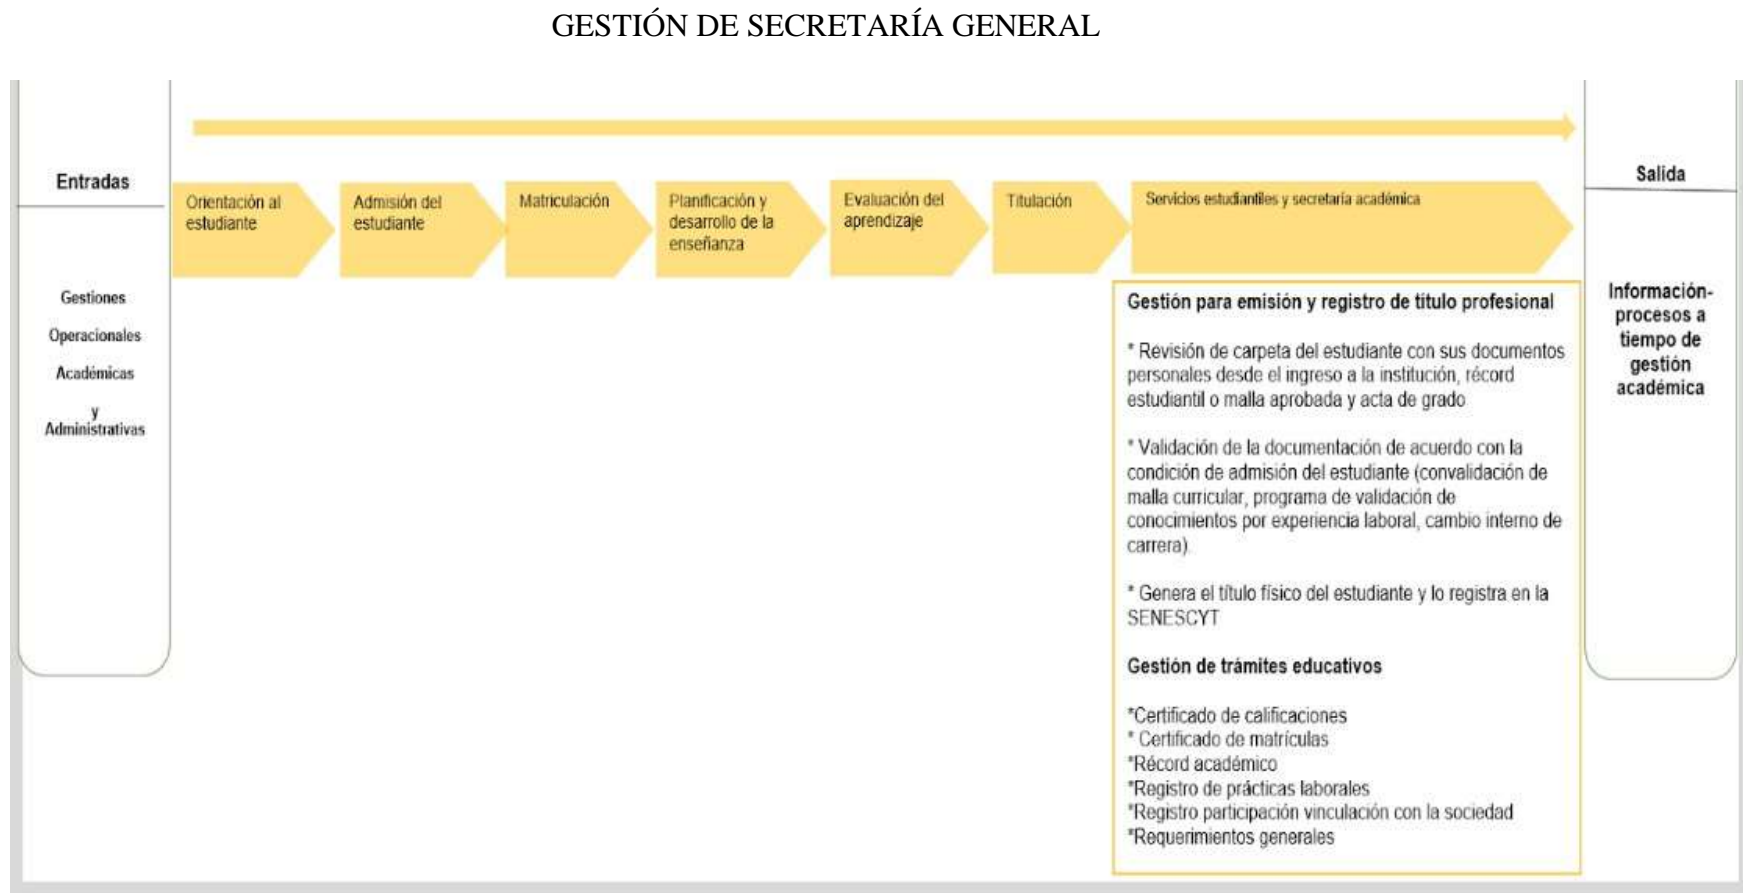 GESTIÓN DE SECRETARÍA GENERAL
Entradas
Gestiones
Operacionales
Académicas
y
Administrativas
Orientación al
estudiante
Admisión del
estudiante
Matriculación
Planificación y
desarrollo de la
enseñanza
Evaluación del
aprendizaje
Titulación
Servicios estudiantiles y secretaría académica
Gestión para emisión y registro de título profesional
* Revisión de carpeta del estudiante con sus documentos
personales desde el ingreso a la institución, récord
estudiantil o malla aprobada y acta de grado
* Validación de la documentación de acuerdo con la
condición de admisión del estudiante (convalidación de
malla curricular, programa de validación de
conocimientos por experiencia laboral, cambio interno de
carrera).
* Genera el título físico del estudiante y lo registra en la
SENESCYT
Gestión de trámites educativos
*Certificado de calificaciones
* Certificado de matrículas
*Récord académico
*Registro de prácticas laborales
*Registro participación vinculación con la sociedad
*Requerimientos generales
Salida
Información-
procesos a
tiempo de
gestión
académica